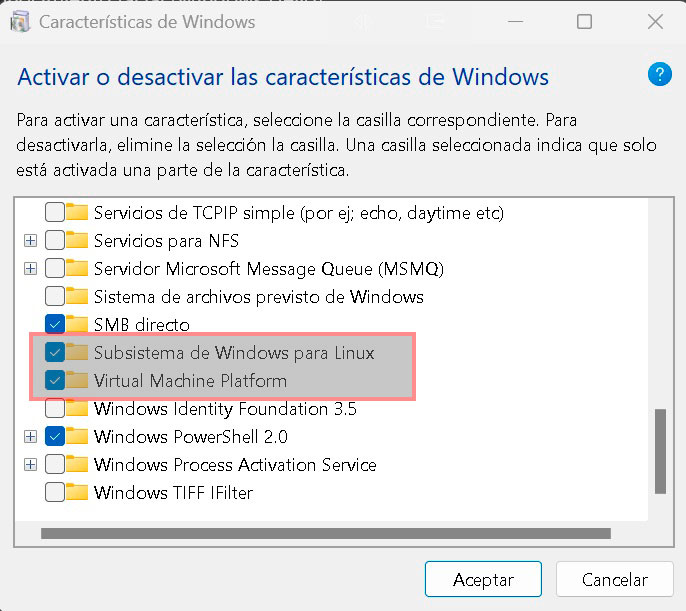 Características de Windows
Activar o desactivar las características de Windows
?
Para activar una característica, seleccione la casilla correspondiente. Para
desactivarla, elimine la selección la casilla. Una casilla seleccionada indica que solo
está activada una parte de la característica.
Servicios de TCPIP simple (por ej; echo, daytime etc)
Servicios para NFS
Servidor Microsoft Message Queue (MSMQ)
Sistema de archivos previsto de Windows
SMB directo
Subsistema de Windows para Linux
Virtual Machine Platform
Windows Identity Foundation 3.5
Windows PowerShell 2.0
Windows Process Activation Service
Windows TIFF IFilter
Aceptar
Cancelar